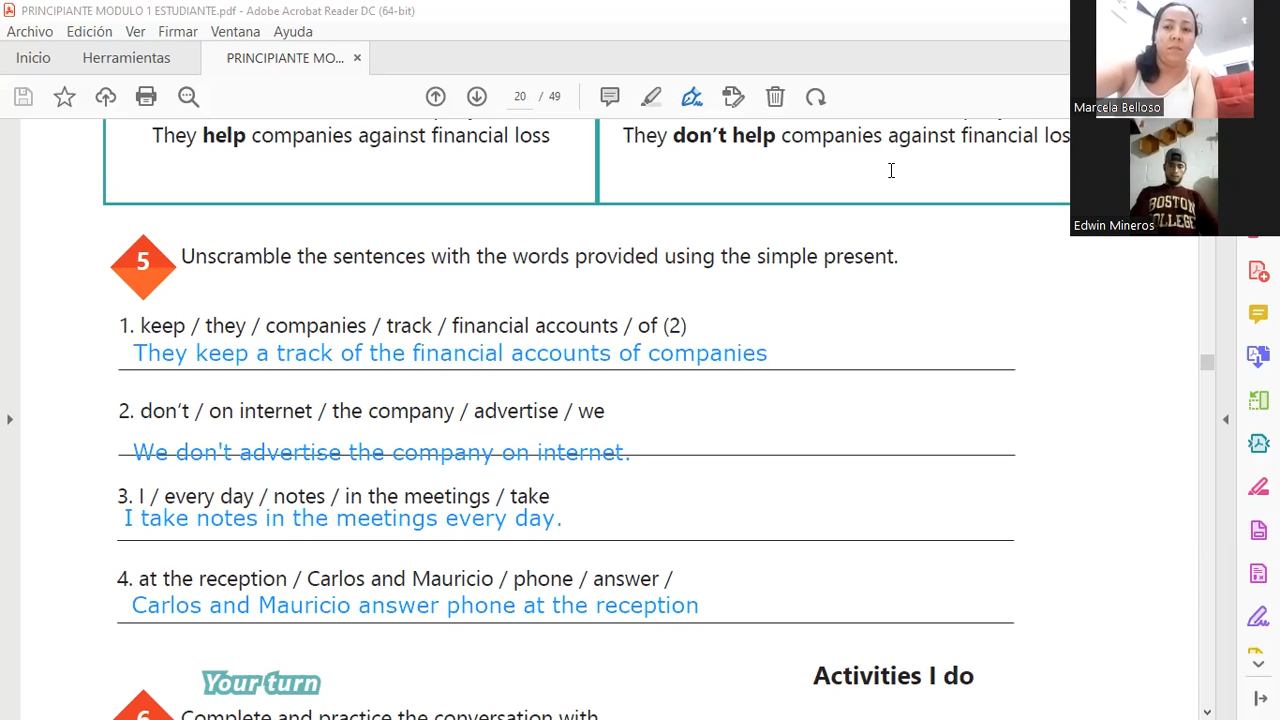 PRINCIPIANTE MODULO 1 ESTUDIANTE.pdf - Adobe Acrobat Reader DC (64-bit)
Archivo Edición Ver Firmar Ventana Ayuda
Inicio Herramientas PRINCIPIANTE MO... ×
20 / 49
They help companies against financial loss
They don't help companies against financial los
Marcela Belloso
BOSTON
COLLEGE
Edwin Mineros
5 Unscramble the sentences with the words provided using the simple present.
1. keep / they / companies / track / financial accounts / of (2)
They keep a track of the financial accounts of companies
2. don't / on internet / the company / advertise / we
We don't advertise the company on internet.
3. I / every day / notes / in the meetings / take
I take notes in the meetings every day.
4. at the reception / Carlos and Mauricio / phone / answer /
Carlos and Mauricio answer phone at the reception
Your turn
Activities I do
6 Complete and practice the conversation with